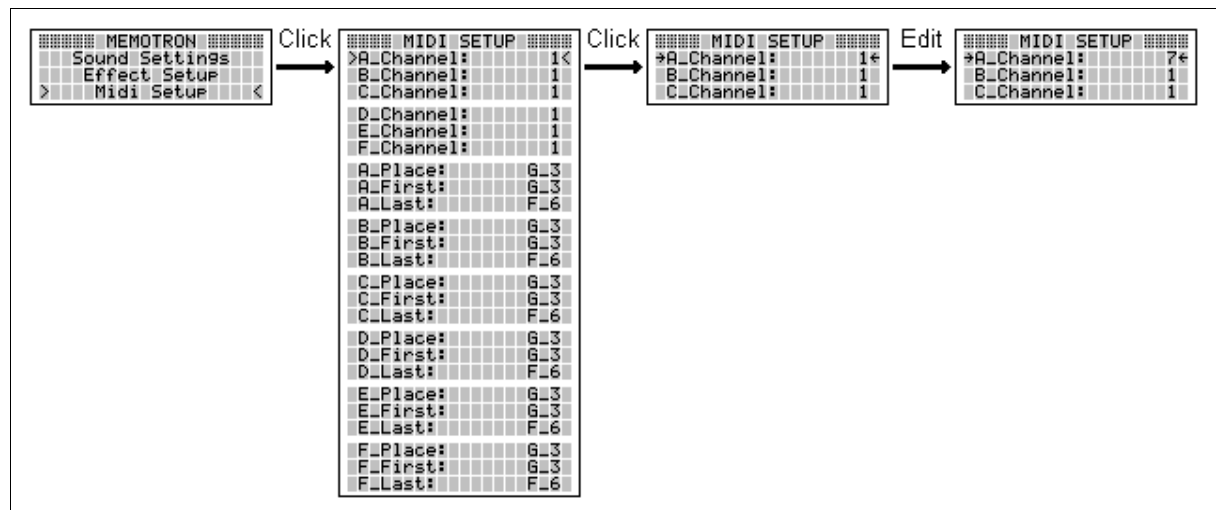 MEMOTRON
Sound Settings
Effect Setup
> Midi Setup <
Click
MIDI SETUP
>A_Channel: 1<
B_Channel: 1
C_Channel: 1
D_Channel: 1
E_Channel: 1
F_Channel: 1
A_Place: G_3
A_First: G_3
A_Last: F_6
B_Place: G_3
B_First: G_3
B_Last: F_6
C_Place: G_3
C_First: G_3
C_Last: F_6
D_Place: G_3
D_First: G_3
D_Last: F_6
E_Place: G_3
E_First: G_3
E_Last: F_6
F_Place: G_3
F_First: G_3
F_Last: F_6
Click
MIDI SETUP
→A_Channel: 1←
B_Channel: 1
C_Channel: 1
Edit
MIDI SETUP
→A_Channel: 7←
B_Channel: 1
C_Channel: 1